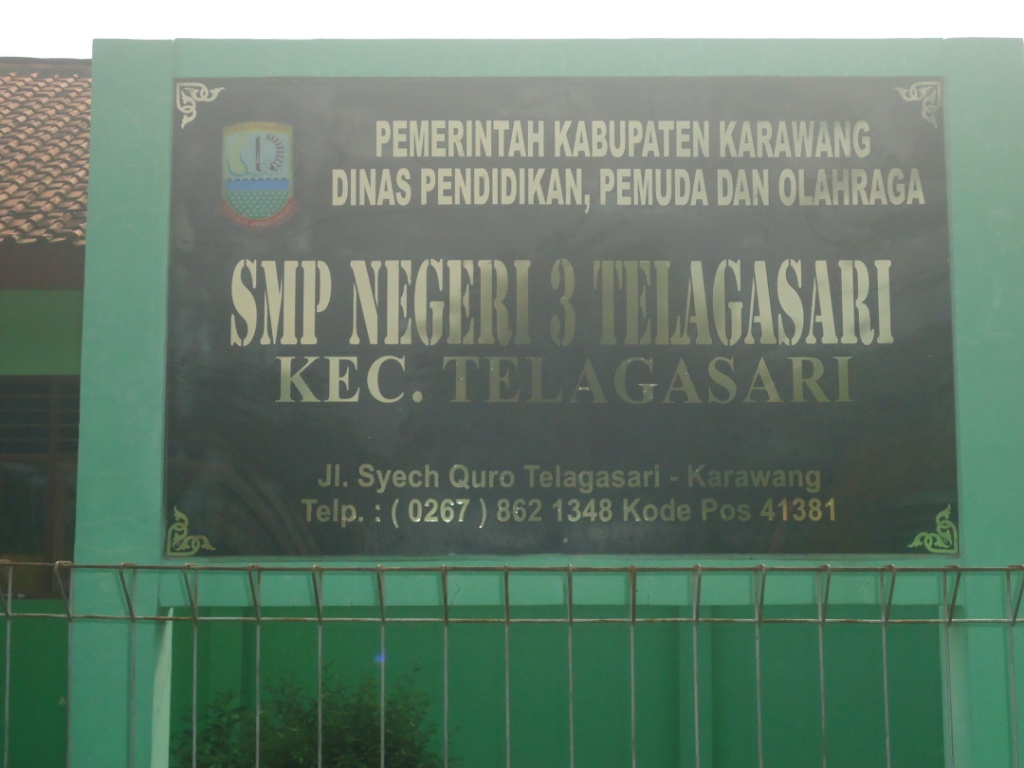 PEMERINTAH KABUPATEN KARAWANG
DINAS PENDIDIKAN, PEMUDA DAN OLAHRAGA
SMP NEGERI 3 TELAGASARI
KEC. TELAGASARI
Jl. Syech Quro Telagasari - Karawang
Telp. : ( 0267 ) 862 1348 Kode Pos 41381